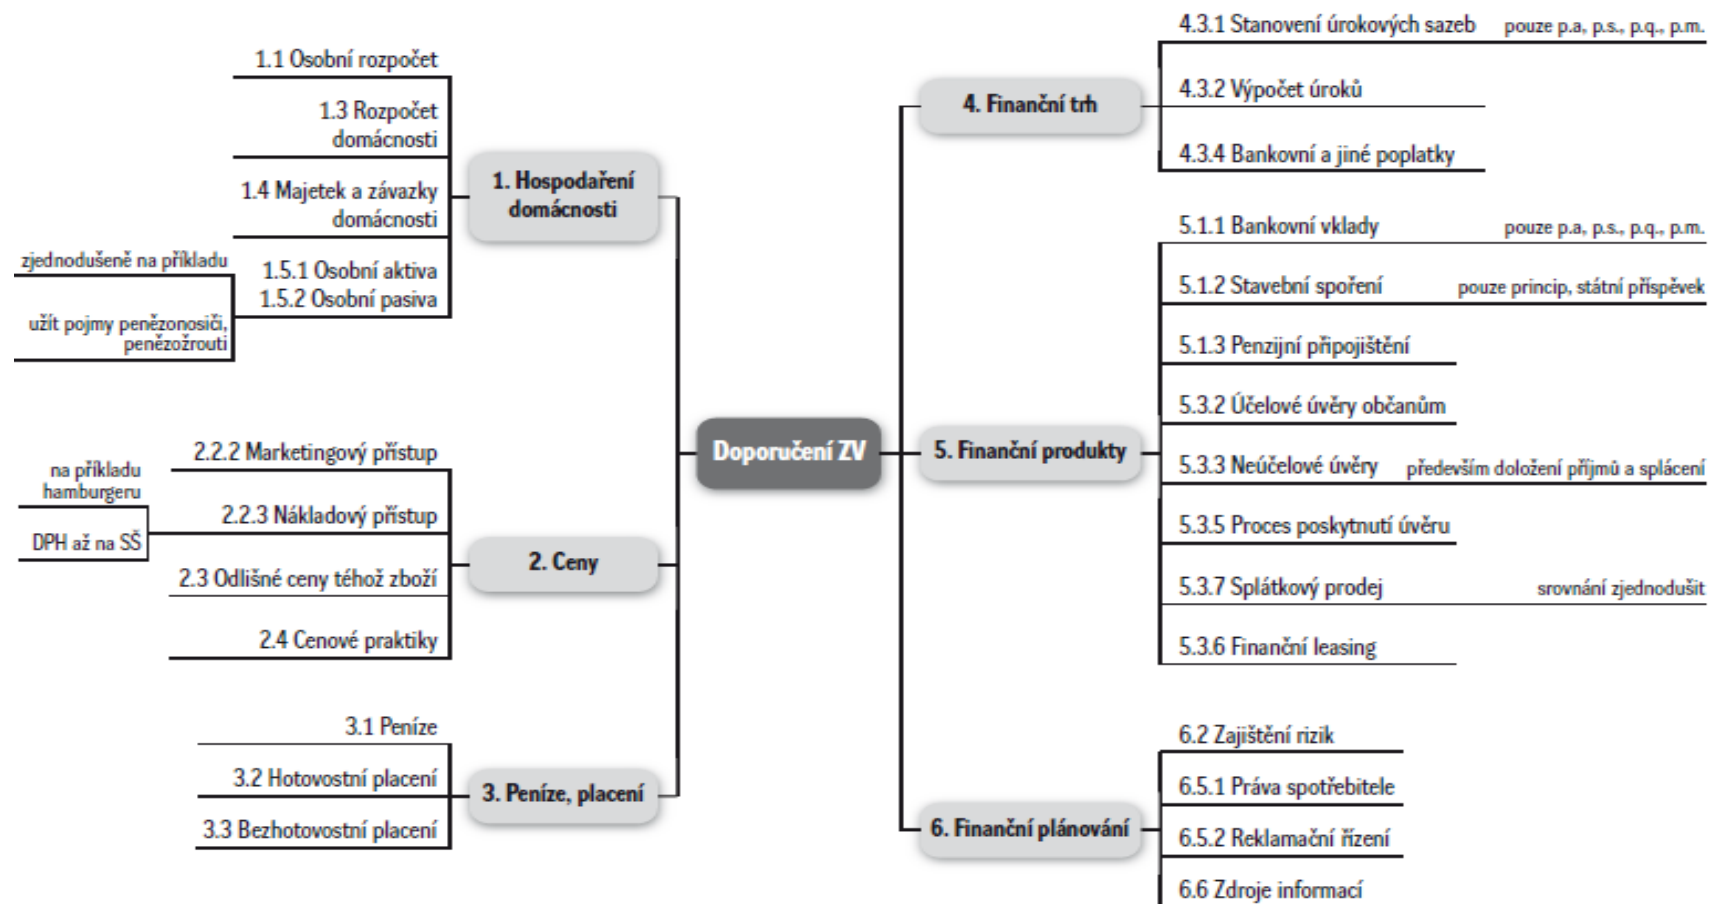 1.1 Osobní rozpočet
1.3 Rozpočet
domácnosti
1.4 Majetek a závazky
domácnosti
1.5.1 Osobní aktiva
1.5.2 Osobní pasiva
zjednodušeně na příkladu
užít pojmy penězonosiči,
penězožrouti
1. Hospodaření
domácnosti
2.2.2 Marketingový přístup
2.2.3 Nákladový přístup
na příkladu
hamburgeru
DPH až na SŠ
2.3 Odlišné ceny téhož zboží
2.4 Cenové praktiky
2. Ceny
3.1 Peníze
3.2 Hotovostní placení
3.3 Bezhotovostní placení
3. Peníze, placení
Doporučení ZV
4. Finanční trh
4.3.1 Stanovení úrokových sazeb pouze p.a, p.s., p.q., p.m.
4.3.2 Výpočet úroků
4.3.4 Bankovní a jiné poplatky
5. Finanční produkty
5.1.1 Bankovní vklady pouze p.a, p.s., p.q., p.m.
5.1.2 Stavební spoření pouze princip, státní příspěvek
5.1.3 Penzijní připojištění
5.3.2 Účelové úvěry občanům
5.3.3 Neúčelové úvěry především doložení příjmů a splácení
5.3.5 Proces poskytnutí úvěru
5.3.7 Splátkový prodej srovnání zjednodušit
5.3.6 Finanční leasing
6. Finanční plánování
6.2 Zajištění rizik
6.5.1 Práva spotřebitele
6.5.2 Reklamační řízení
6.6 Zdroje informací